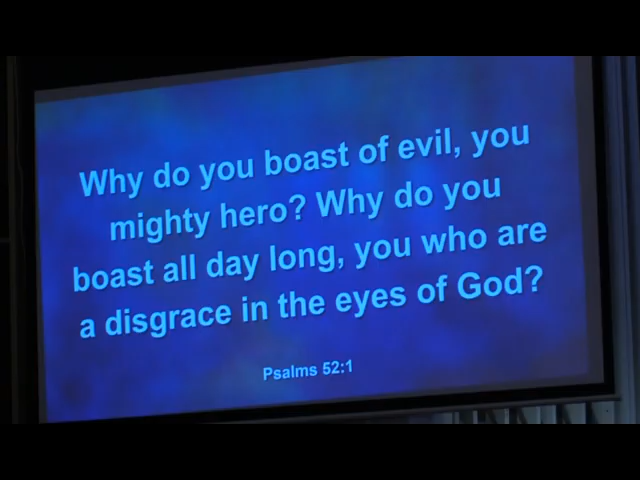 Why do you boast of evil, you
mighty hero? Why do you
boast all day long, you who are
a disgrace in the eyes of God?
Psalms 52:1